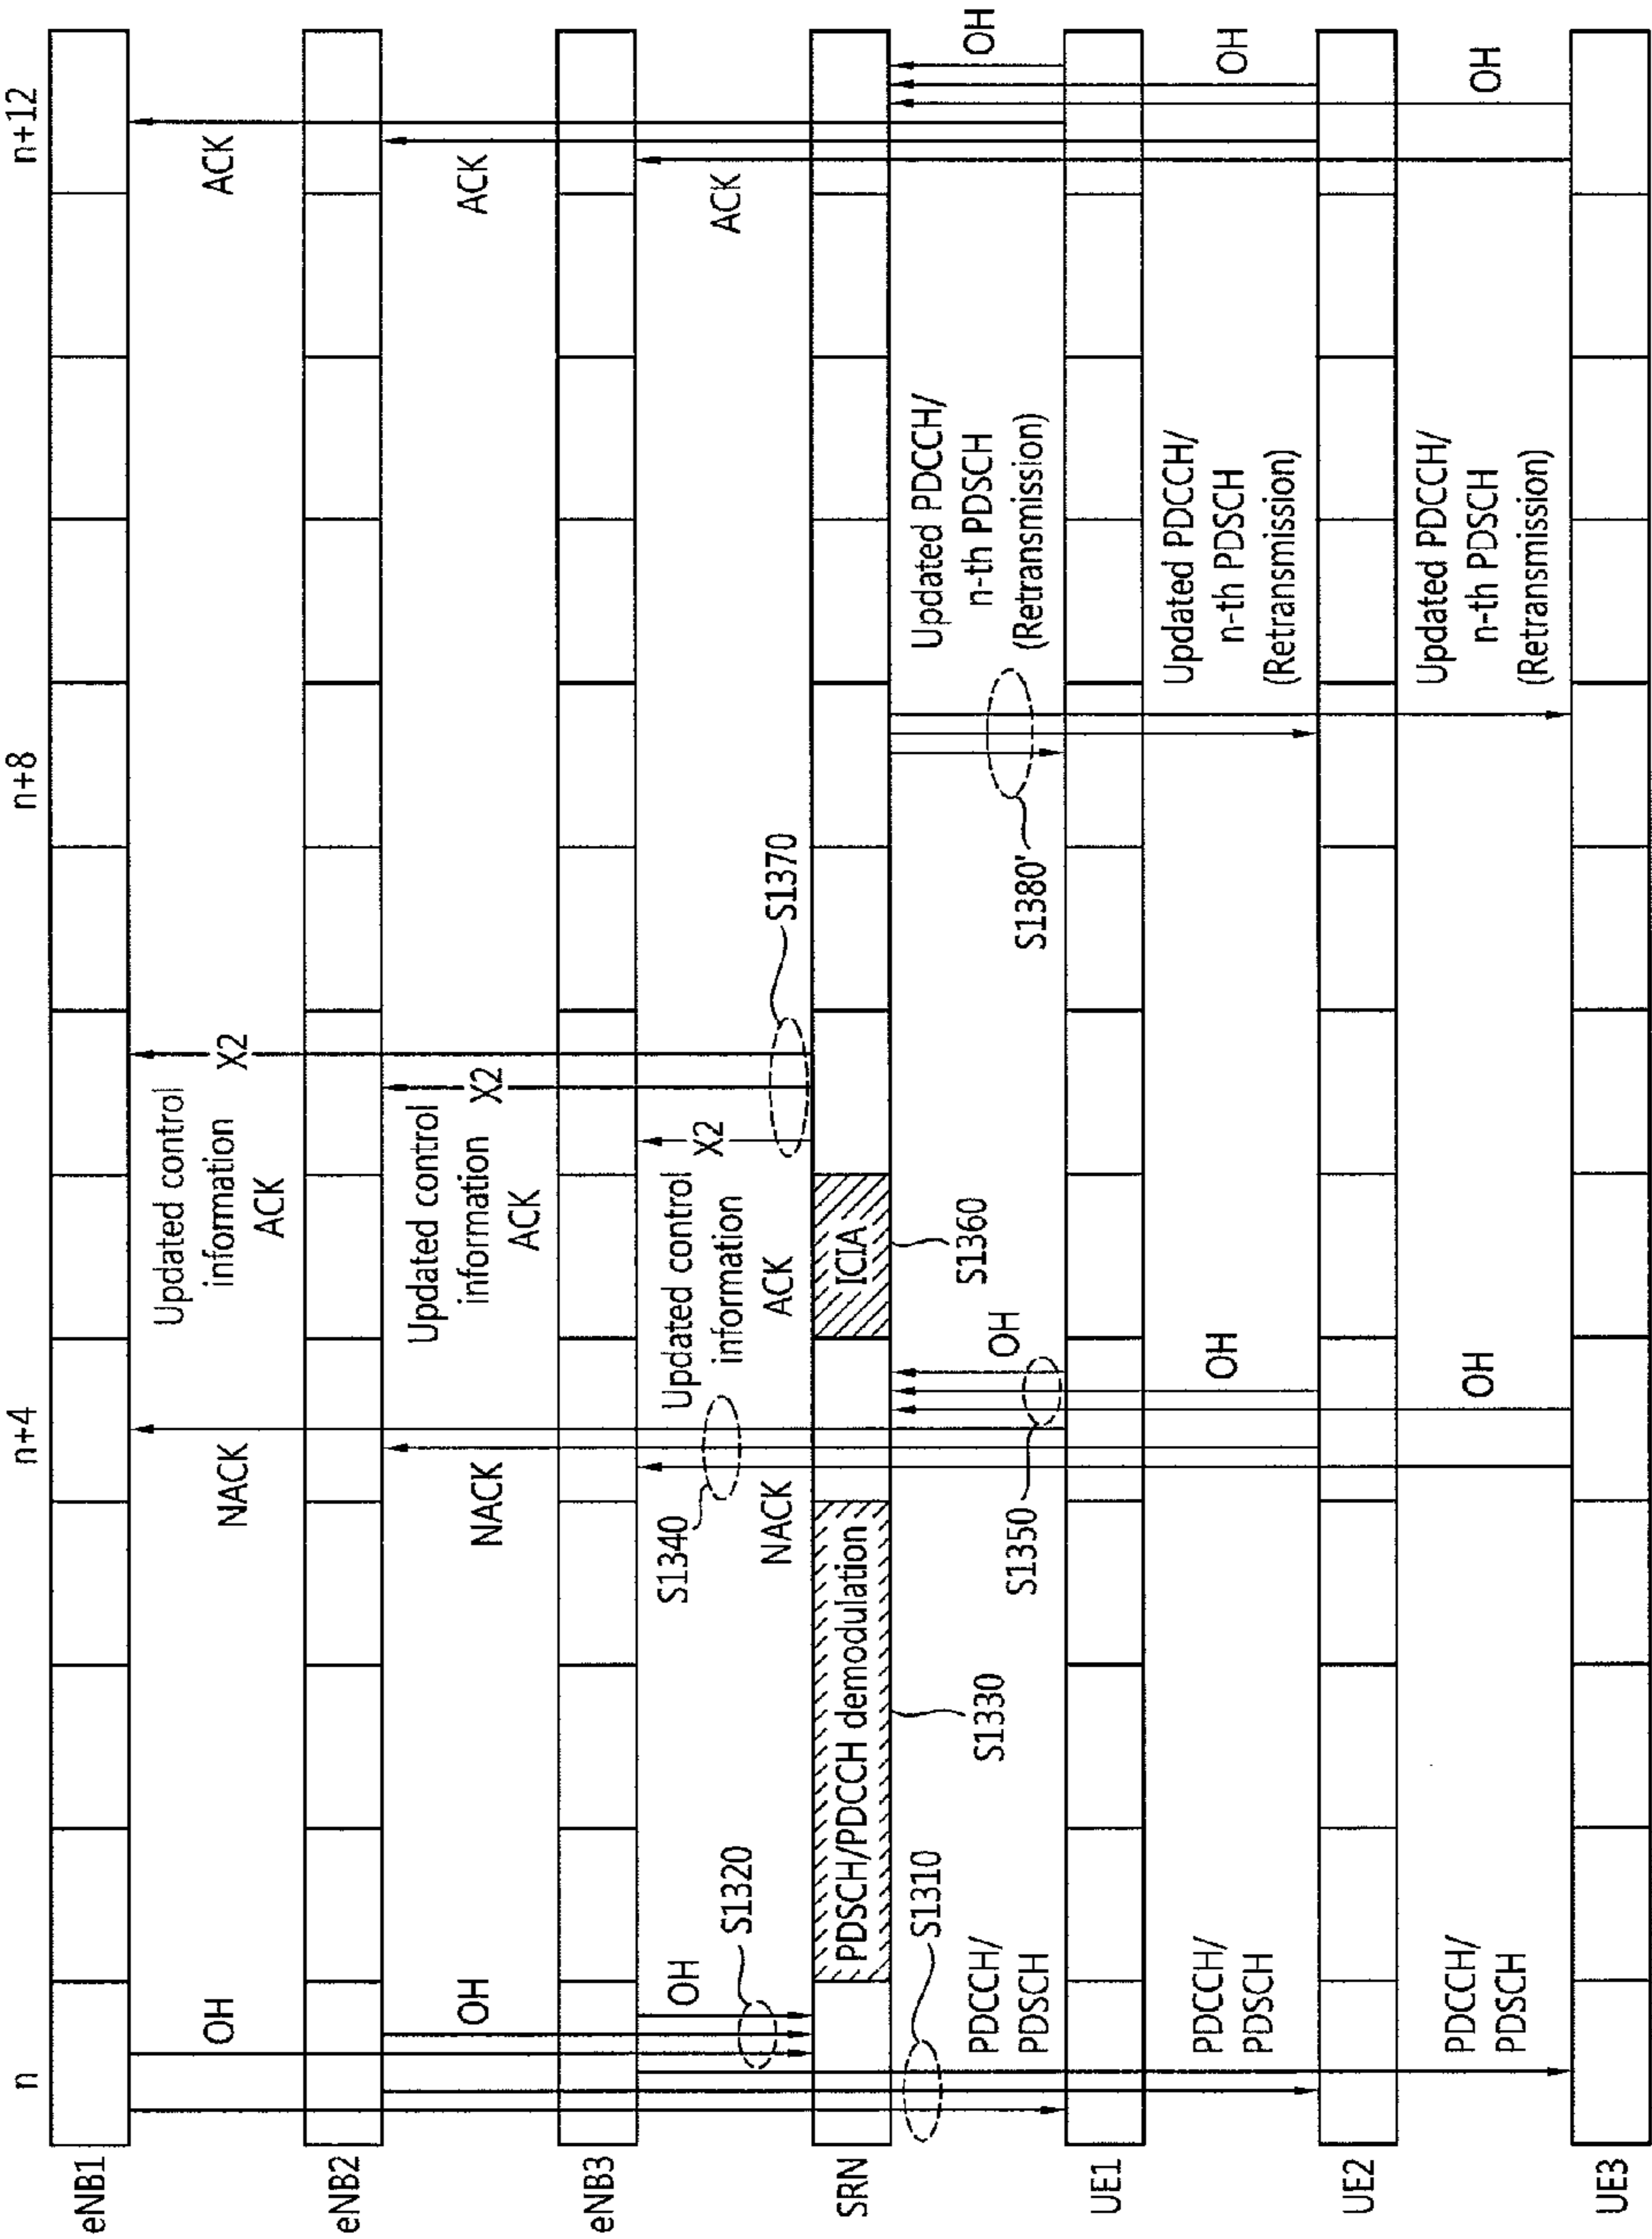 n
n+4
n+8
n+12
eNB1
OH
NACK
Updated control
information
ACK
X2
ACK
eNB2
OH
NACK
Updated control
information
ACK
X2
ACK
eNB3
OH
S1320
S1340
NACK
Updated control
information
ACK
X2
S1370
ACK
SRN
PDSCH/PDCCH demodulation
ICIA
PDCCH/
PDSCH
S1310
S1330
S1350
OH
S1360
S1380'
Updated PDCCH/
n-th PDSCH
(Retransmission)
OH
UE1
PDCCH/
PDSCH
OH
Updated PDCCH/
n-th PDSCH
(Retransmission)
OH
UE2
PDCCH/
PDSCH
OH
Updated PDCCH/
n-th PDSCH
(Retransmission)
OH
UE3